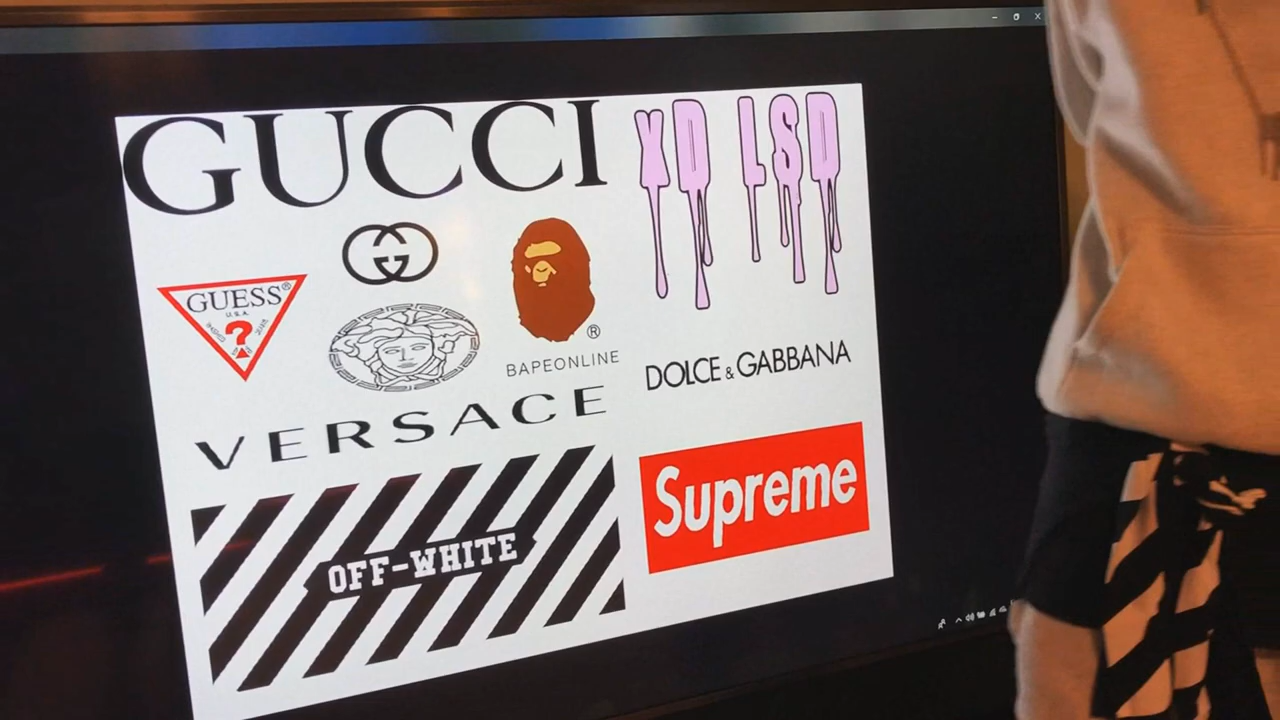 GUCCI
XD LSD
GUESS®
U.S.A.
?
®
BAPEONLINE
DOLCE & GABBANA
VERSACE
OFF-WHITE
Supreme